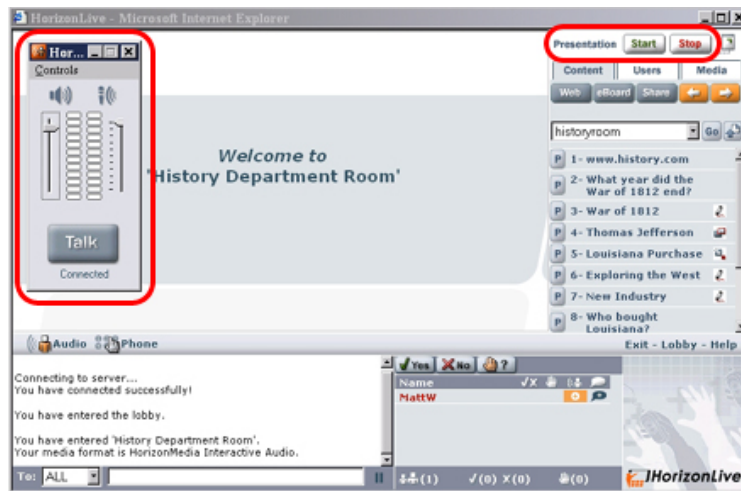 HorizonLive - Microsoft Internet Explorer
Hor...
Controls
Talk
Connected
Welcome to
'History Department Room'
Presentation Start Stop ?
Content Users Media
Web eBoard Share
historyroom Go
P 1- www.history.com
P 2- What year did the
War of 1812 end?
P 3- War of 1812
P 4- Thomas Jefferson
P 5- Louisiana Purchase
P 6- Exploring the West
P 7- New Industry
P 8- Who bought
Louisiana?
Audio Phone
Exit - Lobby - Help
Connecting to server...
You have connected successfully!
You have entered the lobby.
You have entered 'History Department Room'.
Your media format is HorizonMedia Interactive Audio.
To: ALL
Yes No ?
Name √X
MattW
(1) √(0) X(0) (0)
HorizonLive